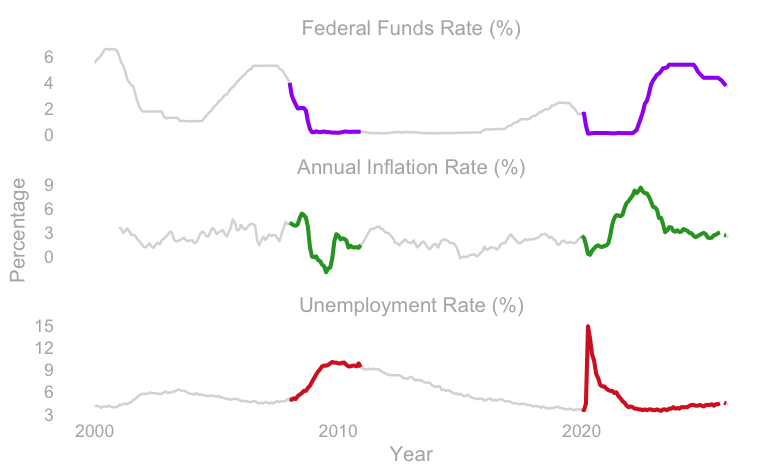 Federal Funds Rate (%)
6
4
2
0
Annual Inflation Rate (%)
9
6
3
0
Percentage
Unemployment Rate (%)
15
12
9
6
3
2000 2010 2020
Year